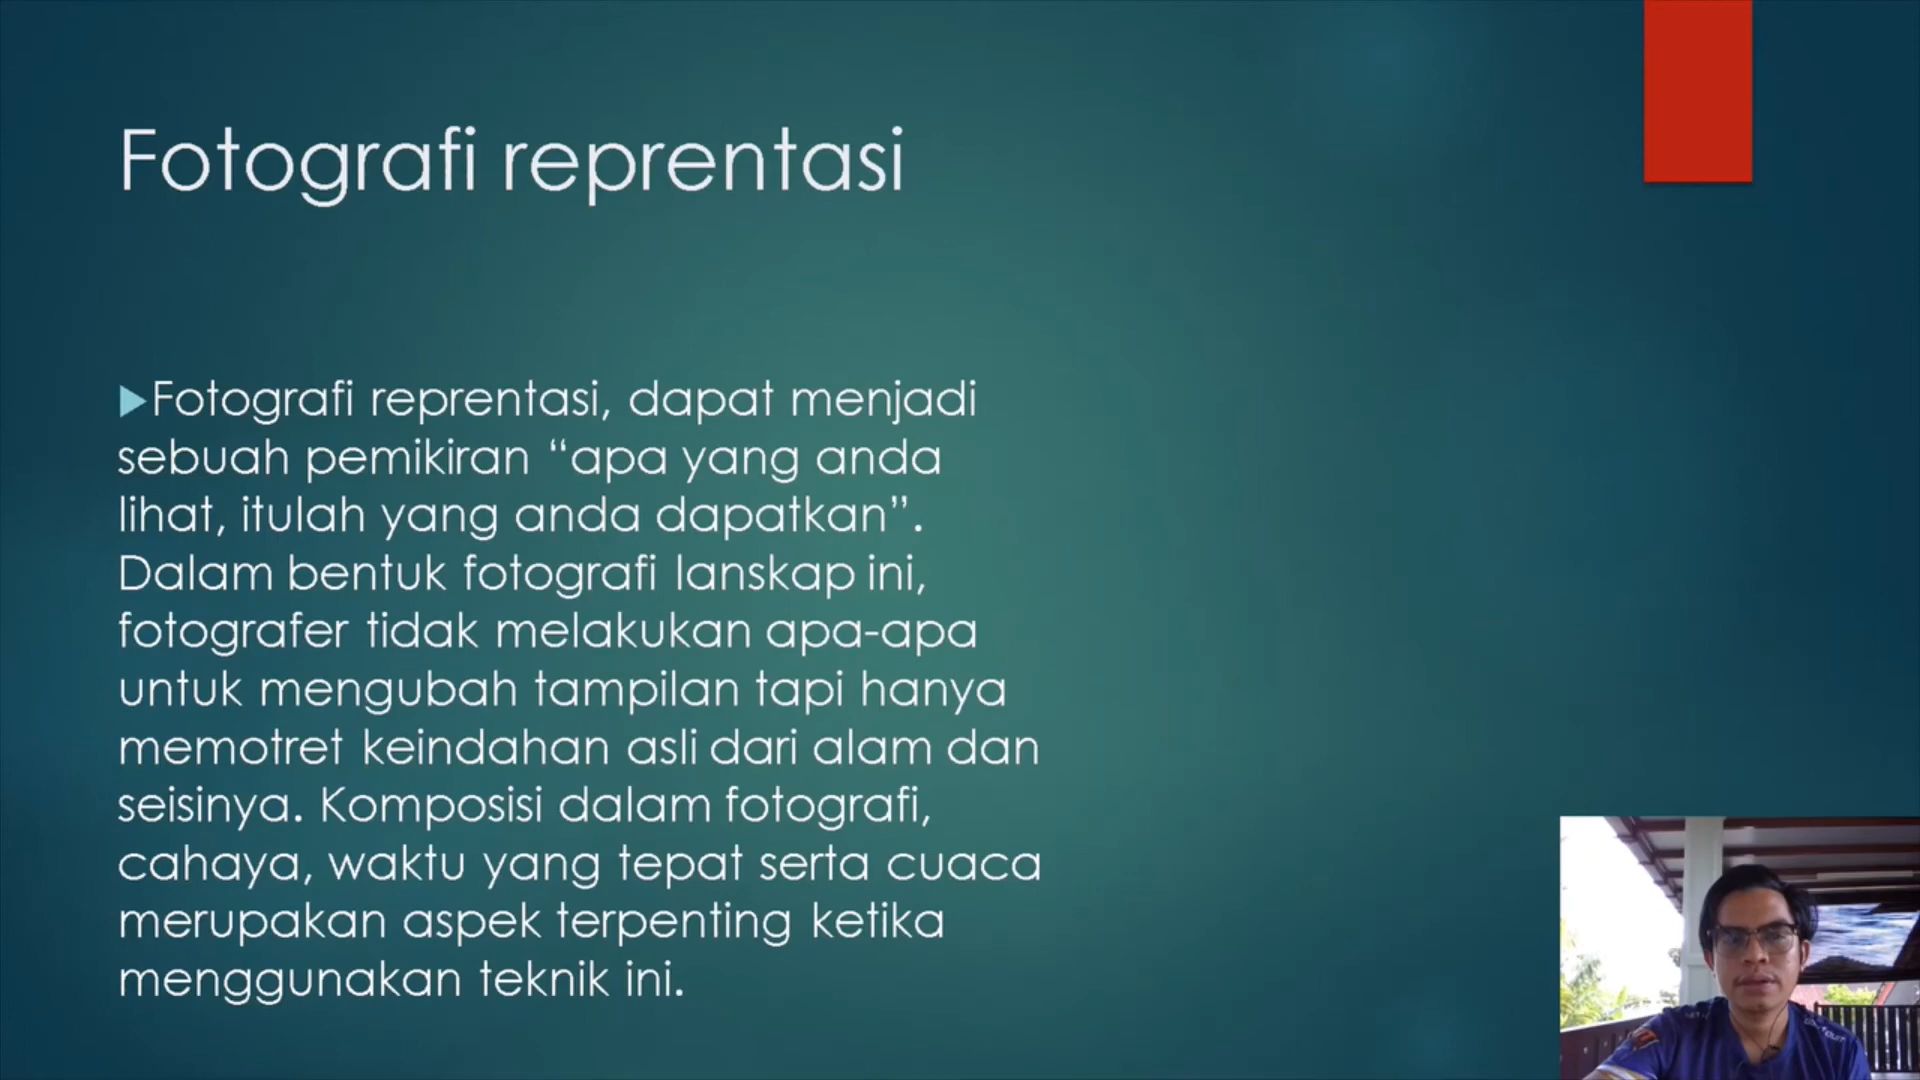 Fotografi reprentasi
Fotografi reprentasi, dapat menjadi
sebuah pemikiran “apa yang anda
lihat, itulah yang anda dapatkan”.
Dalam bentuk fotografi lanskap ini,
fotografer tidak melakukan apa-apa
untuk mengubah tampilan tapi hanya
memotret keindahan asli dari alam dan
seisinya. Komposisi dalam fotografi,
cahaya, waktu yang tepat serta cuaca
merupakan aspek terpenting ketika
menggunakan teknik ini.